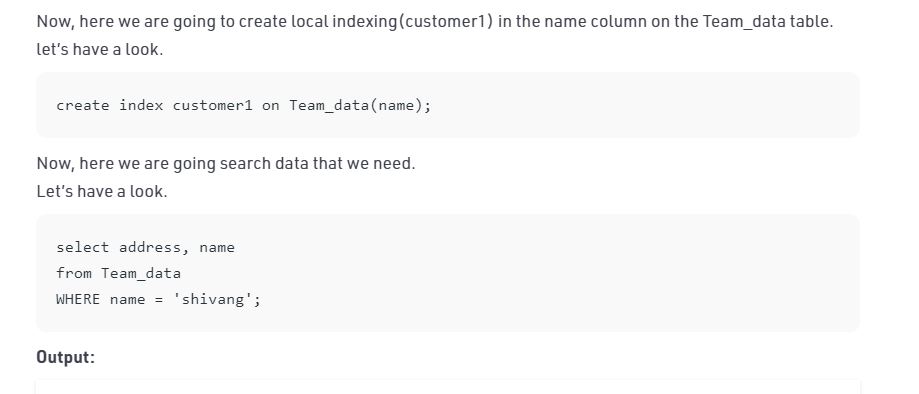 Now, here we are going to create local indexing(customer1) in the name column on the Team_data table.
let's have a look.
create index customer1 on Team_data(name);
Now, here we are going search data that we need.
Let's have a look.
select address, name
from Team_data
WHERE name = 'shivang';
Output: